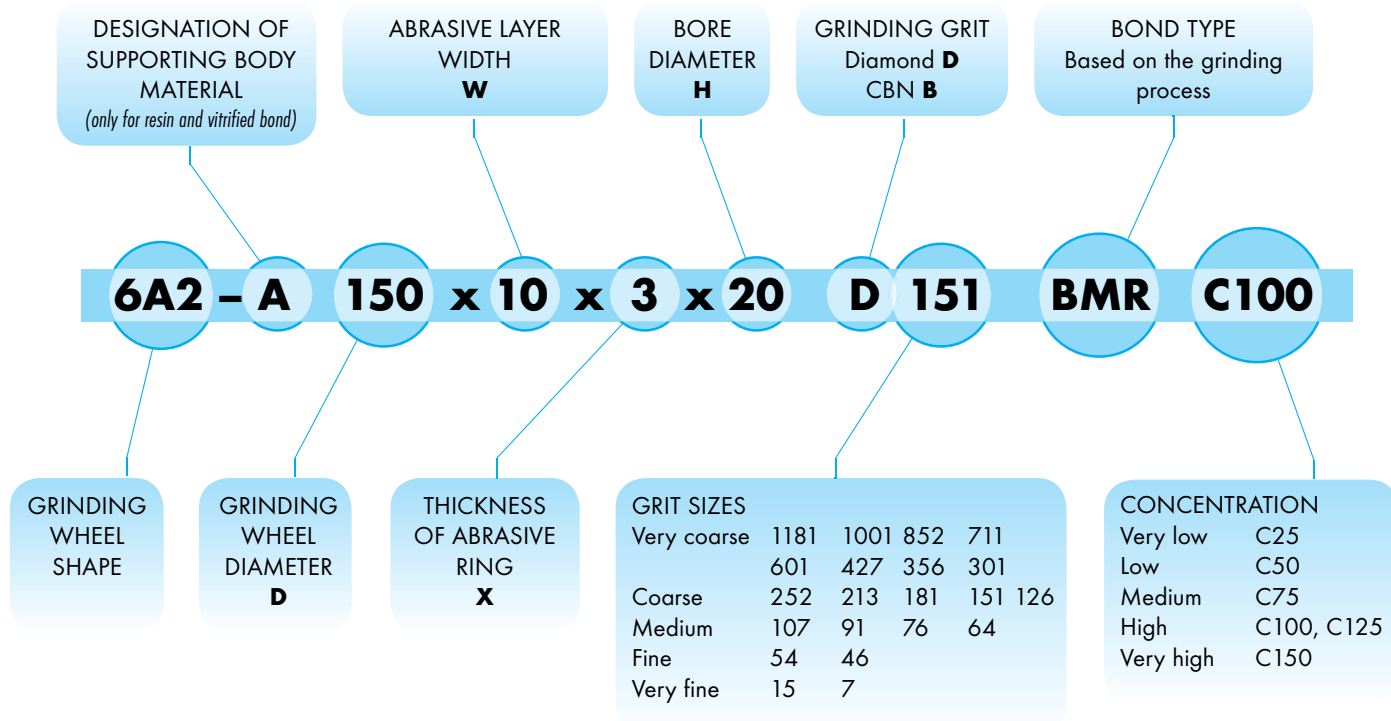 DESIGNATION OF
SUPPORTING BODY
MATERIAL
(only for resin and vitrified bond)
ABRASIVE LAYER
WIDTH
W
BORE
DIAMETER
H
GRINDING GRIT
Diamond D
CBN B
BOND TYPE
Based on the grinding
process
6A2 – A 150 x 10 x 3 x 20 D 151 BMR C100
GRINDING
WHEEL
SHAPE
GRINDING
WHEEL
DIAMETER
D
THICKNESS
OF ABRASIVE
RING
X
GRIT SIZES
Very coarse 1181 1001 852 711
601 427 356 301
Coarse 252 213 181 151 126
Medium 107 91 76 64
Fine 54 46
Very fine 15 7
CONCENTRATION
Very low C25
Low C50
Medium C75
High C100, C125
Very high C150